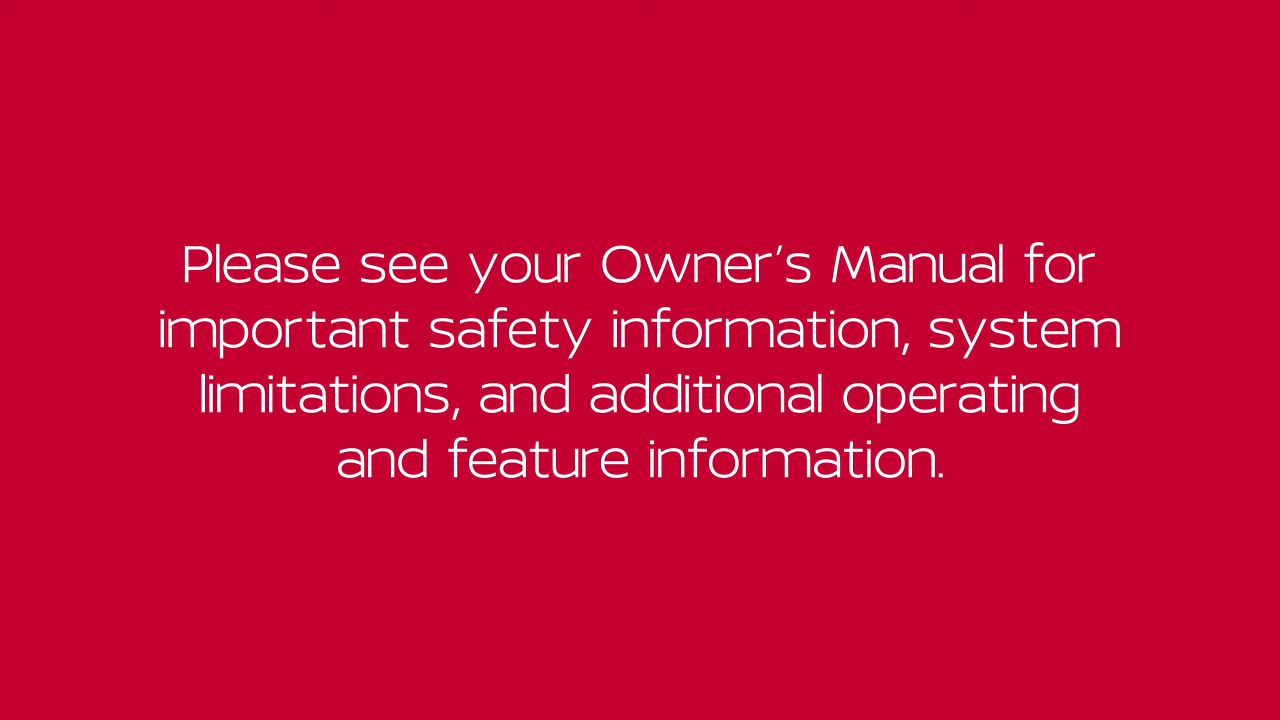 Please see your Owner’s Manual for
important safety information, system
limitations, and additional operating
and feature information.